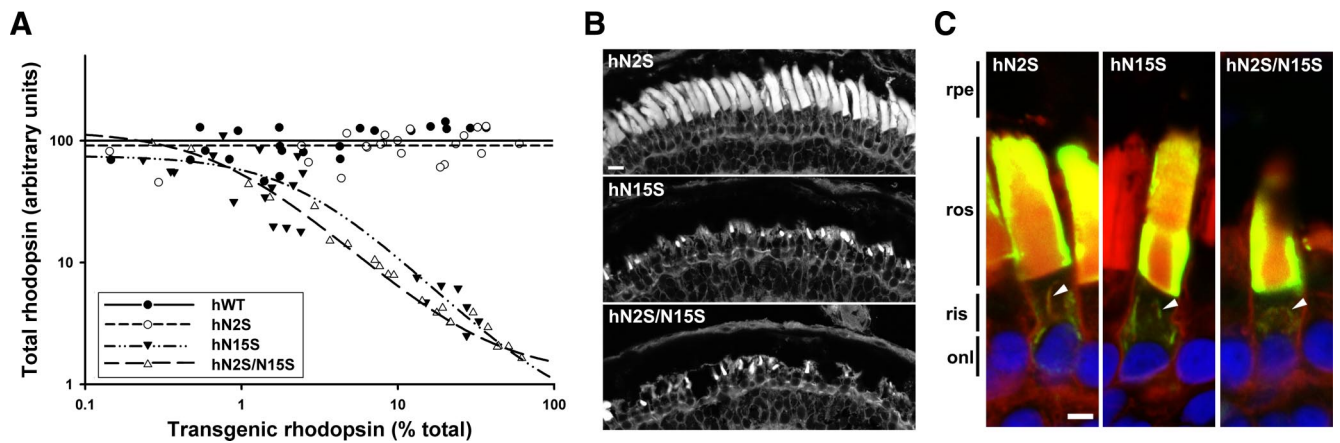 A
Total rhodopsin (arbitrary units)
100
10
1
hWT
hN2S
hN15S
hN2S/N15S
0.1 1 10 100
Transgenic rhodopsin (% total)
B
hN2S
hN15S
hN2S/N15S
C
hN2S hN15S hN2S/N15S
rpe
ros
ris
onl